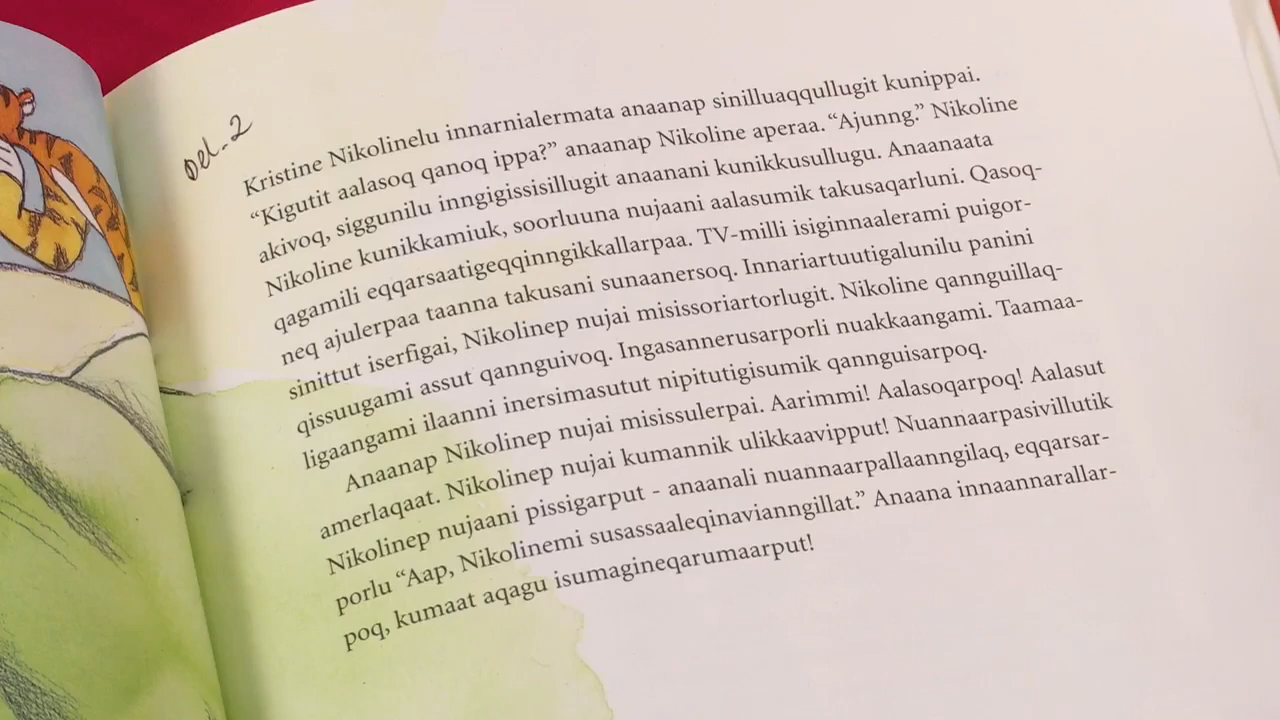 Del. 2
Kristine Nikolinelu innarnialermata anaanap sinilluaqqullugit kunippai.
“Kigutit aalasoq qanoq ippa?” anaanap Nikoline aperaa. “Ajunng.” Nikoline
akivoq, siggunilu inngigissisillugit anaanani kunikkusullugu. Anaanaata
Nikoline kunikkamiuk, soorluuna nujaani aalasumik takusaqarluni. Qasoq-
qagamili eqqarsaatigeqqinngikkallarpaa. TV-milli isiginnaalerami puigor-
neq ajulerpaa taanna takusani sunaanersoq. Innariartuutigalunilu panini
sinittut iserfigai, Nikolinep nujai misissoriartorlugit. Nikoline qannguillaq-
qissuugami assut qannguivoq. Ingasannerusarporli nuakkaangami. Taamaa-
ligaangami ilaanni inersimasutut nipitutigisumik qannguisarpoq.
Anaanap Nikolinep nujai misissulerpai. Aarimmi! Aalasoqarpoq! Aalasut
amerlaqaat. Nikolinep nujai kumannik ulikkaavipput! Nuannaarpasivillutik
Nikolinep nujaani pissigarput - anaanali nuannaarpallaanngilaq, eqqarsar-
porlu “Aap, Nikolinemi susassaaleqinavianngillat.” Anaana innaannarallar-
poq, kumaat aqagu isumagineqarumaarput!